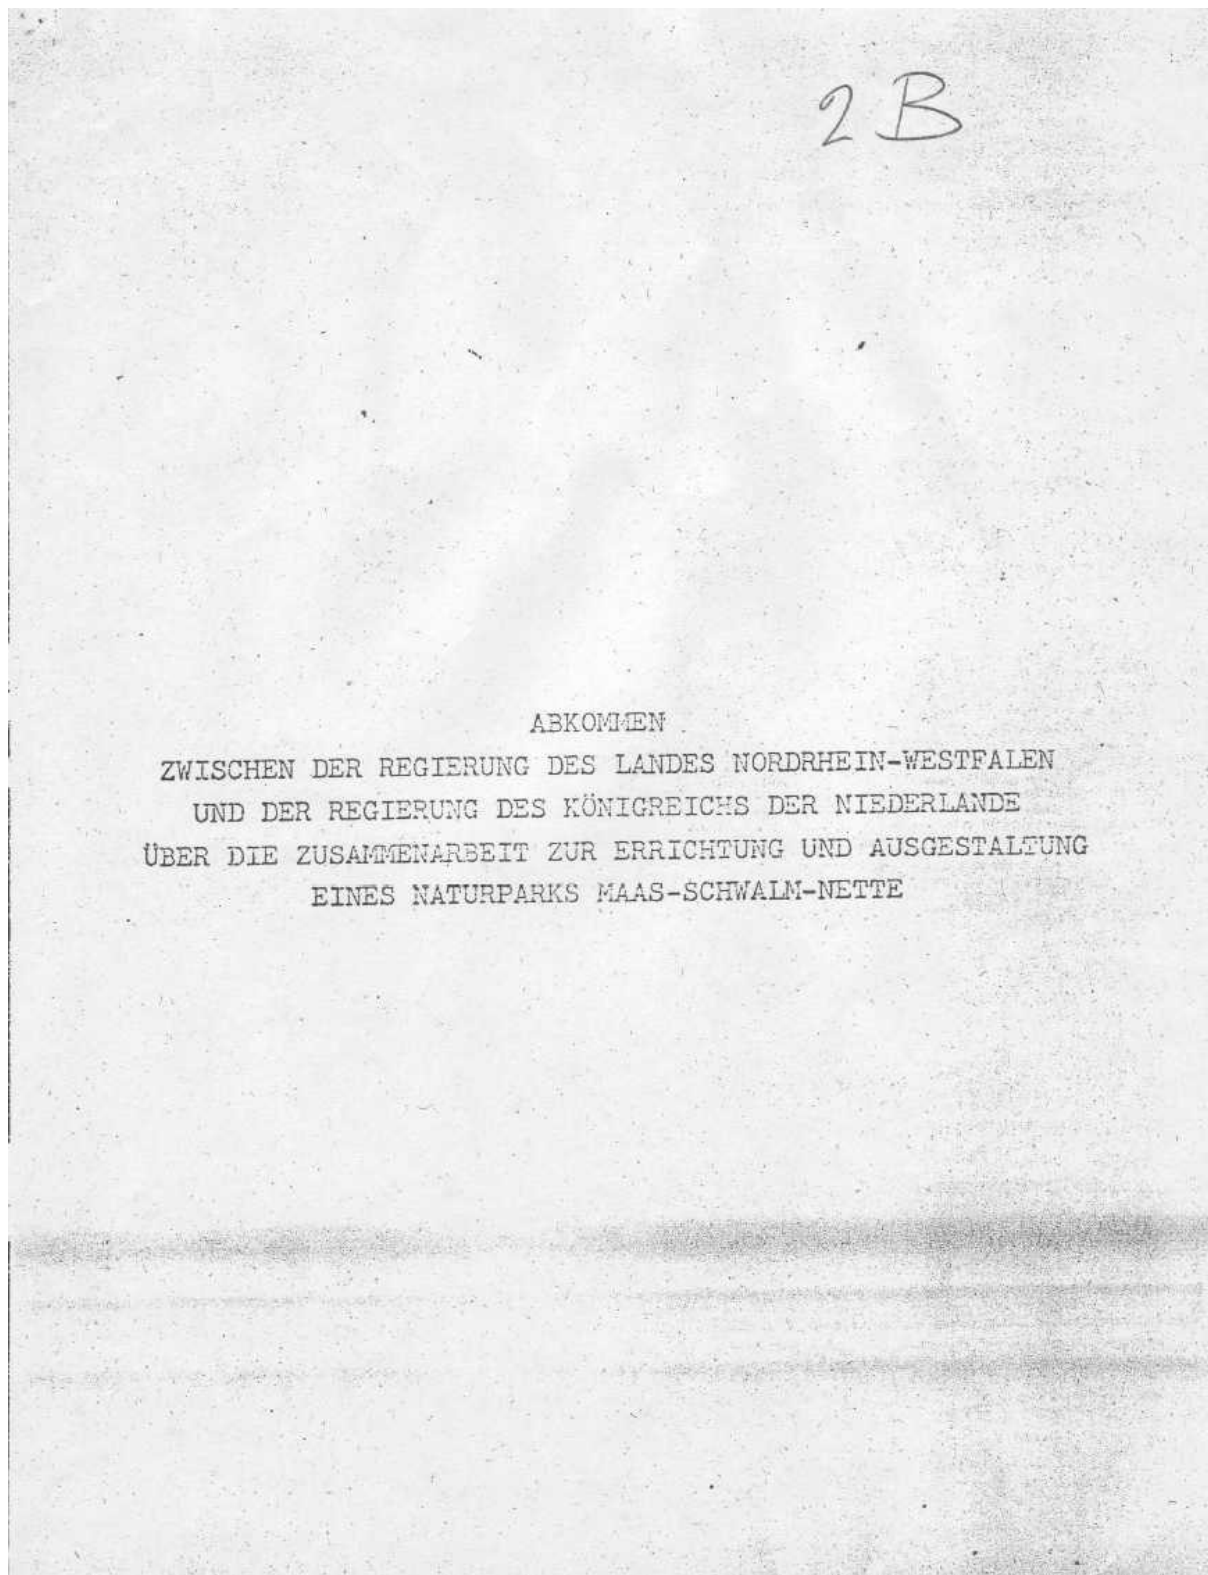 2 B
ABKOMMEN
ZWISCHEN DER REGIERUNG DES LANDES NORDRHEIN-WESTFALEN
UND DER REGIERUNG DES KÖNIGREICHS DER NIEDERLANDE
ÜBER DIE ZUSAMMENARBEIT ZUR ERRICHTUNG UND AUSGESTALTUNG
EINES NATURPARKS MAAS-SCHWALM-NETTE